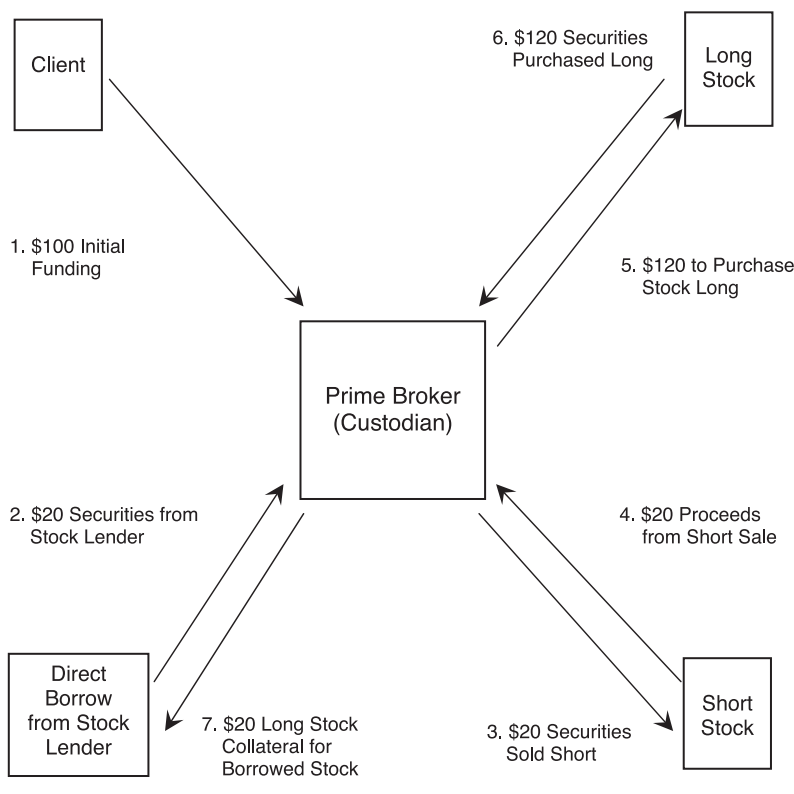 Client
6. $120 Securities
Purchased Long
Long
Stock
1. $100 Initial
Funding
5. $120 to Purchase
Stock Long
Prime Broker
(Custodian)
2. $20 Securities from
Stock Lender
4. $20 Proceeds
from Short Sale
Direct
Borrow
from Stock
Lender
7. $20 Long Stock
Collateral for
Borrowed Stock
3. $20 Securities
Sold Short
Short
Stock